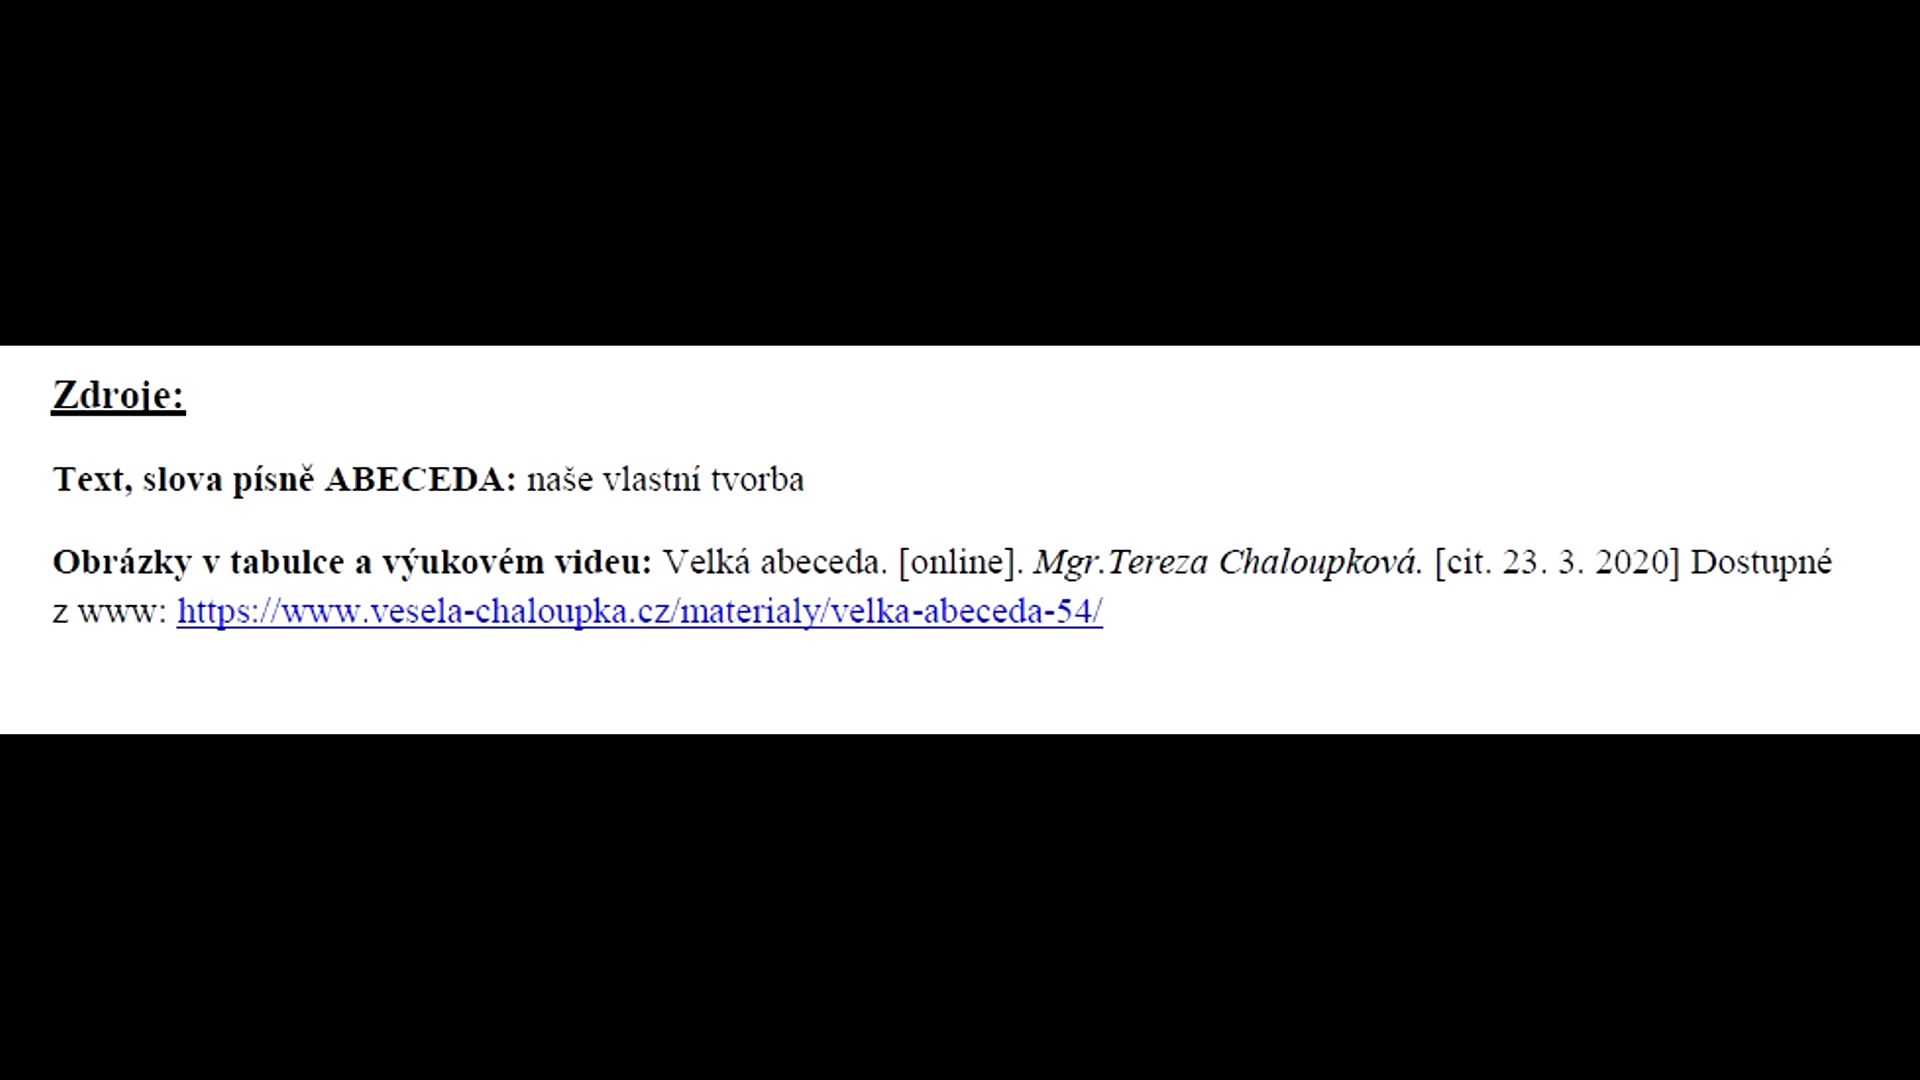 Zdroje:
Text, slova písně ABECEDA: naše vlastní tvorba
Obrázky v tabulce a výukovém videu: Velká abeceda. [online]. Mgr.Tereza Chaloupková. [cit. 23. 3. 2020] Dostupné
z www: https://www.vesela-chaloupka.cz/materialy/velka-abeceda-54/